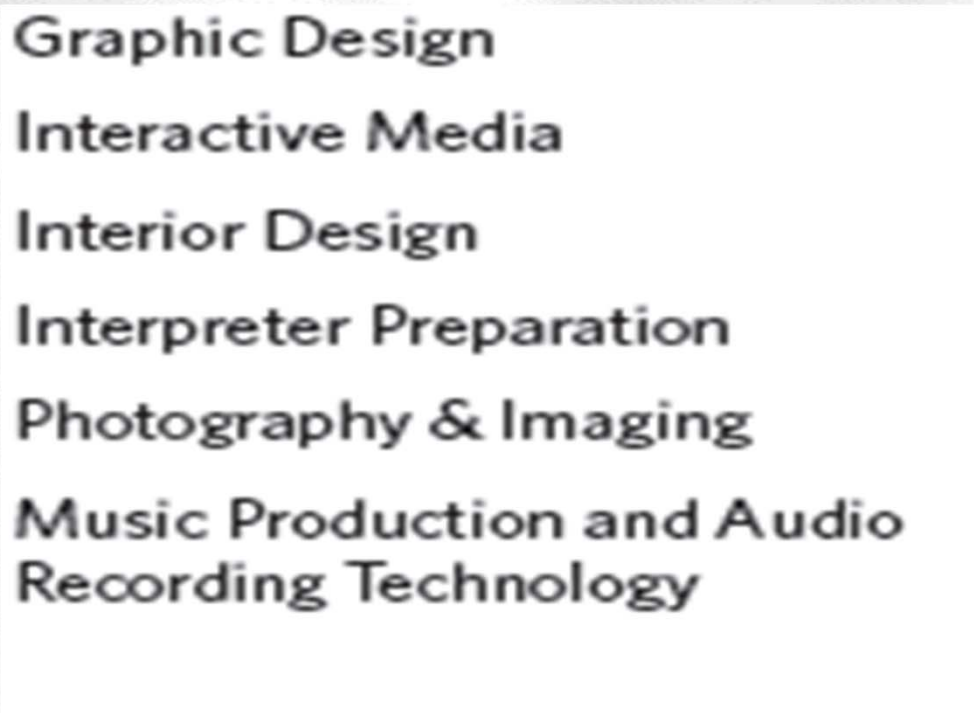 Graphic Design
Interactive Media
Interior Design
Interpreter Preparation
Photography & Imaging
Music Production and Audio
Recording Technology